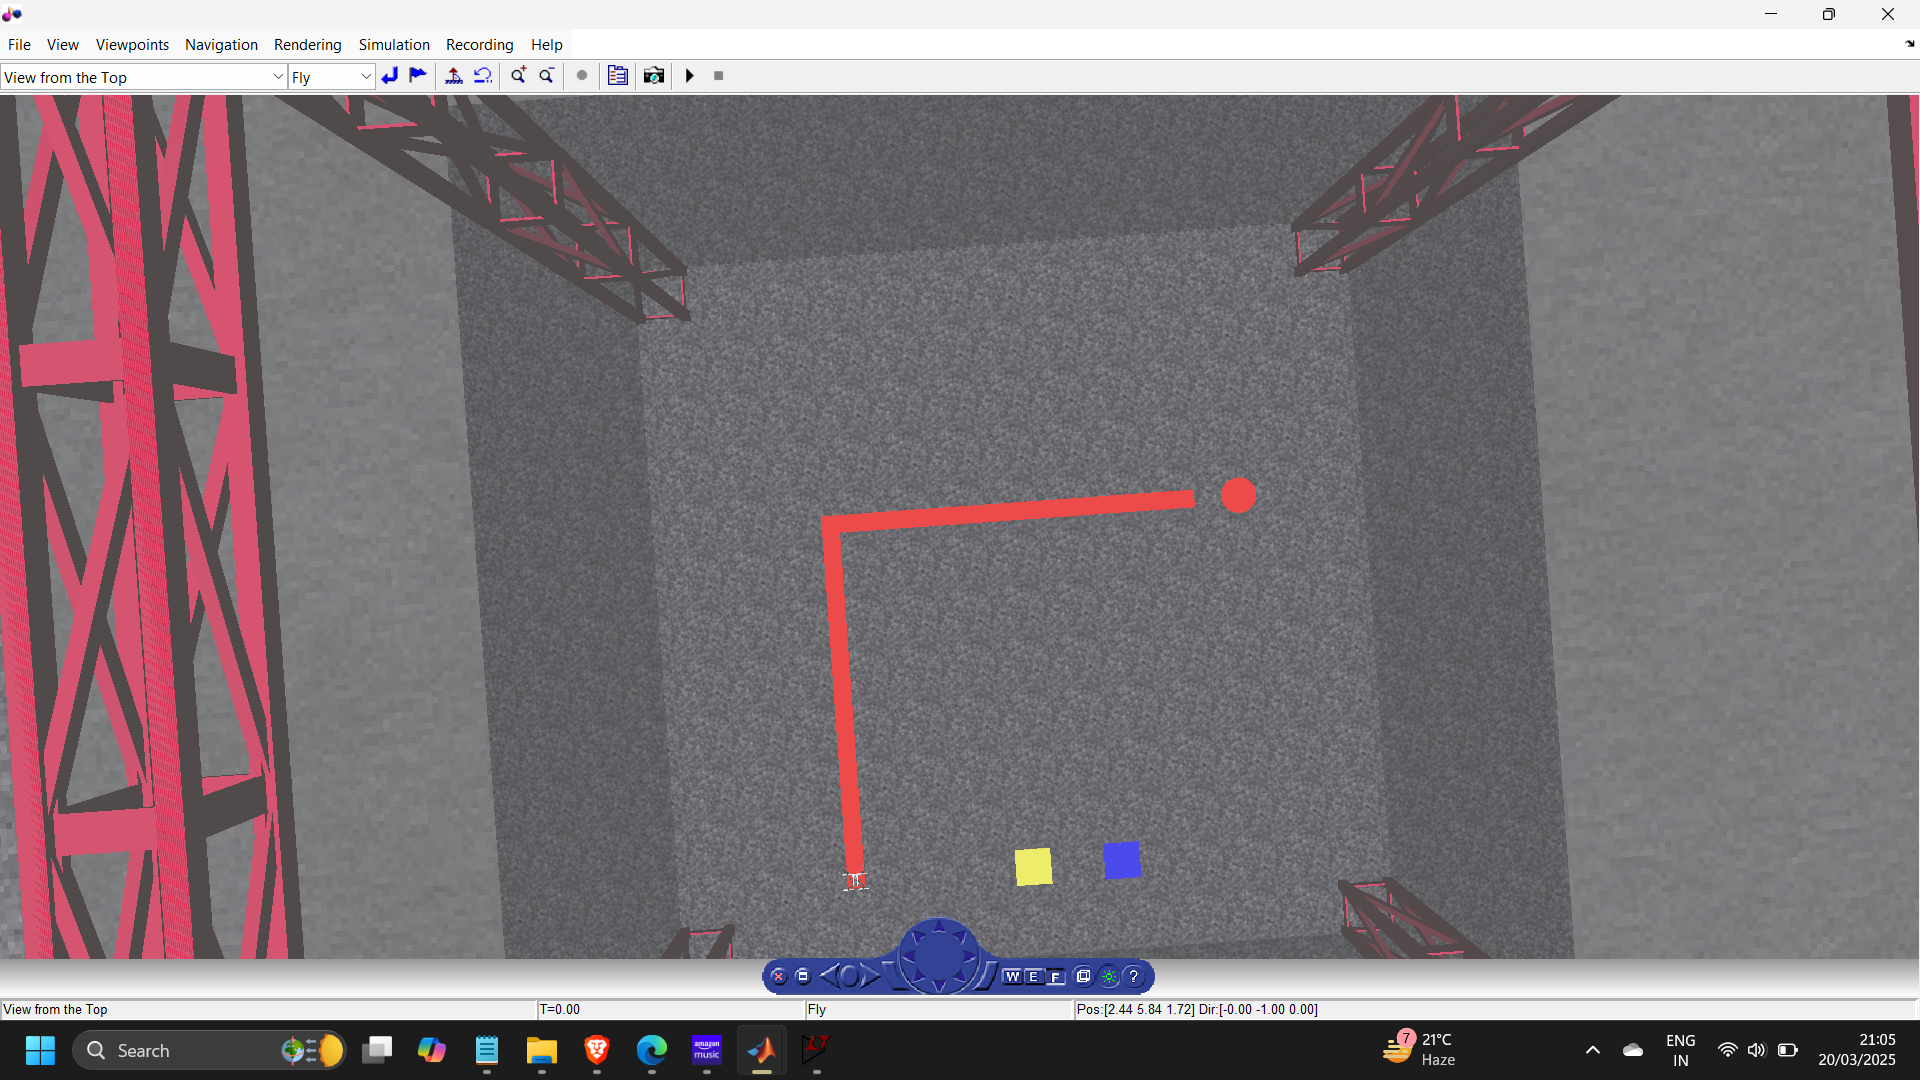 File View Viewpoints Navigation Rendering Simulation Recording Help
View from the Top Fly
W E F ?
View from the Top T=0.00 Fly Pos:[2.44 5.84 1.72] Dir:[-0.00 -1.00 0.00]
Search
amazon
music
7
21°C
Haze
ENG
IN
21:05
20/03/2025